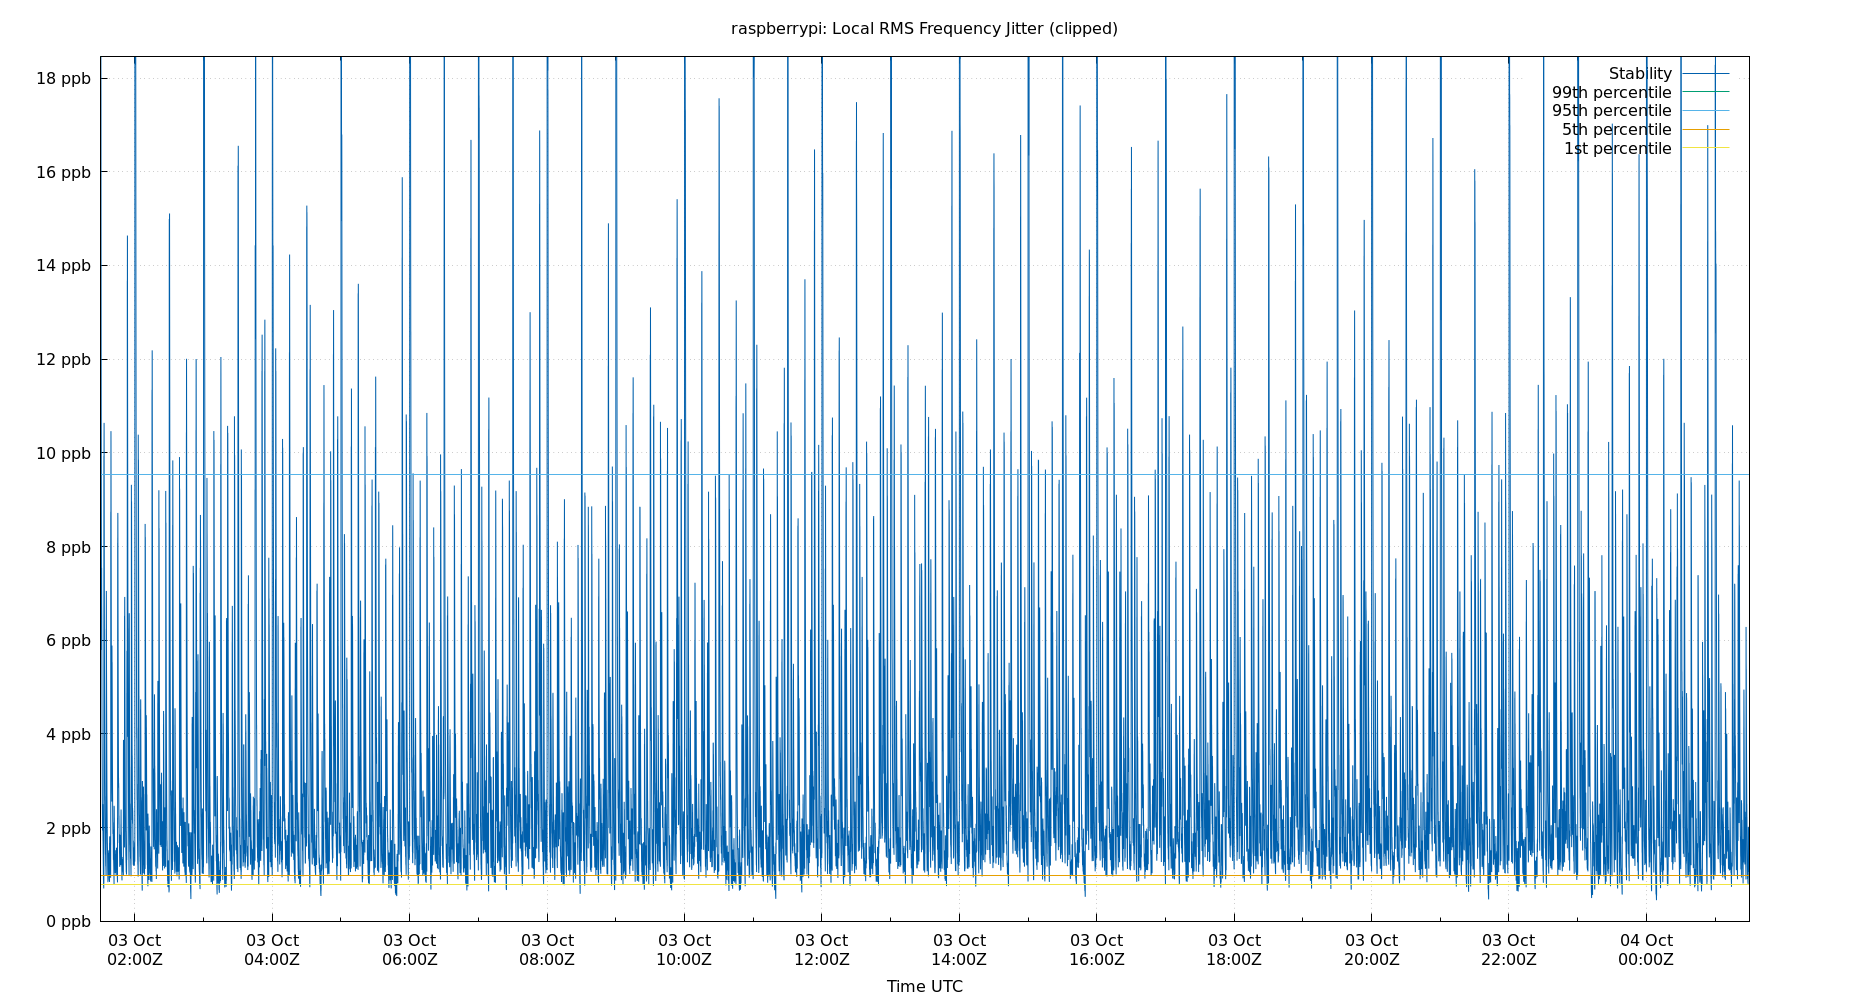 raspberrypi: Local RMS Frequency Jitter (clipped)
18 ppb
16 ppb
14 ppb
12 ppb
10 ppb
8 ppb
6 ppb
4 ppb
2 ppb
0 ppb
Stability
99th percentile
95th percentile
5th percentile
1st percentile
03 Oct 03 Oct 03 Oct 03 Oct 03 Oct 03 Oct 03 Oct 03 Oct 03 Oct 03 Oct 03 Oct 04 Oct
02:00Z 04:00Z 06:00Z 08:00Z 10:00Z 12:00Z 14:00Z 16:00Z 18:00Z 20:00Z 22:00Z 00:00Z
Time UTC